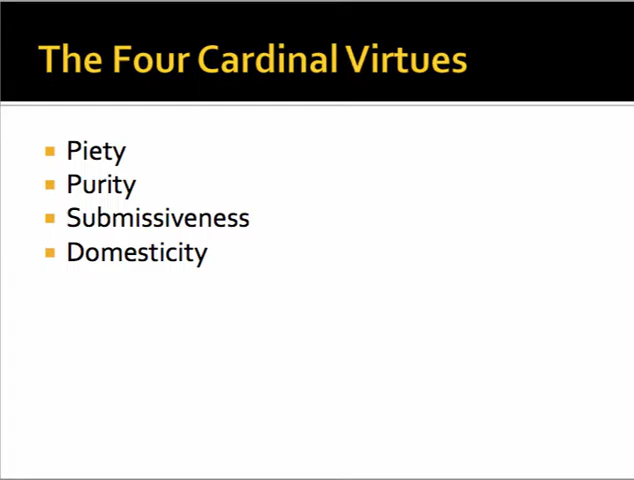 The Four Cardinal Virtues
Piety
Purity
Submissiveness
Domesticity